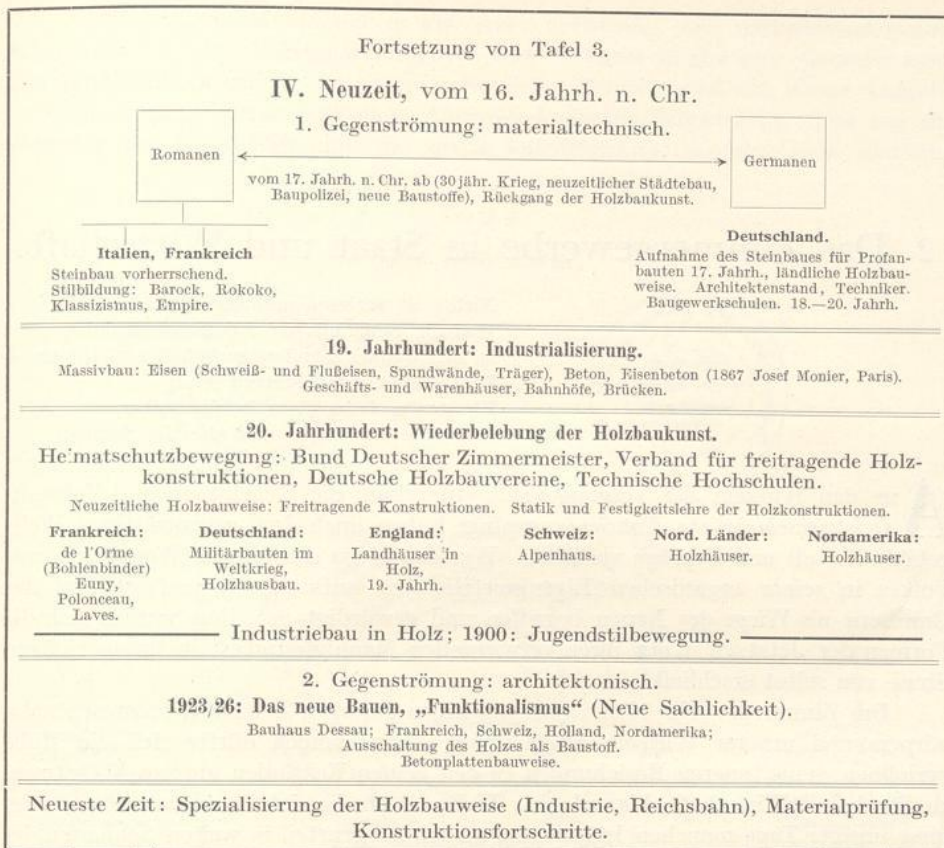 Fortsetzung von Tafel 3.
IV. Neuzeit, vom 16. Jahrh. n. Chr.
1. Gegenströmung: materialtechnisch.
Romanen
Germanen
vom 17. Jahrh. n. Chr. ab (30jähr. Krieg, neuzeitlicher Städtebau,
Baupolizei, neue Baustoffe), Rückgang der Holzbaukunst.
Italien, Frankreich
Steinbau vorherrschend.
Stilbildung: Barock, Rokoko,
Klassizismus, Empire.
Deutschland.
Aufnahme des Steinbaues für Profan-
bauten 17. Jahrh., ländliche Holzbau-
weise. Architektenstand, Techniker.
Baugewerkschulen. 18.—20. Jahrh.
19. Jahrhundert: Industrialisierung.
Massivbau: Eisen (Schweiß- und Flußeisen, Spundwände, Träger), Beton, Eisenbeton (1867 Josef Monier, Paris).
Geschäfts- und Warenhäuser, Bahnhöfe, Brücken.
20. Jahrhundert: Wiederbelebung der Holzbaukunst.
Heimatschutzbewegung: Bund Deutscher Zimmermeister, Verband für freitragende Holz-
konstruktionen, Deutsche Holzbauvereine, Technische Hochschulen.
Neuzeitliche Holzbauweise: Freitragende Konstruktionen. Statik und Festigkeitslehre der Holzkonstruktionen.
Frankreich:
de l'Orme
(Bohlenbinder)
Euny,
Polonceau,
Laves.
Deutschland:
Militärbauten im
Weltkrieg,
Holzhausbau.
England:
Landhäuser in
Holz,
19. Jahrh.
Schweiz:
Alpenhaus.
Nord. Länder:
Holzhäuser.
Nordamerika:
Holzhäuser.
Industriebau in Holz; 1900: Jugendstilbewegung.
2. Gegenströmung: architektonisch.
1923/26: Das neue Bauen, „Funktionalismus“ (Neue Sachlichkeit).
Bauhaus Dessau; Frankreich, Schweiz, Holland, Nordamerika;
Ausschaltung des Holzes als Baustoff.
Betonplattenbauweise.
Neueste Zeit: Spezialisierung der Holzbauweise (Industrie, Reichsbahn), Materialprüfung,
Konstruktionsfortschritte.